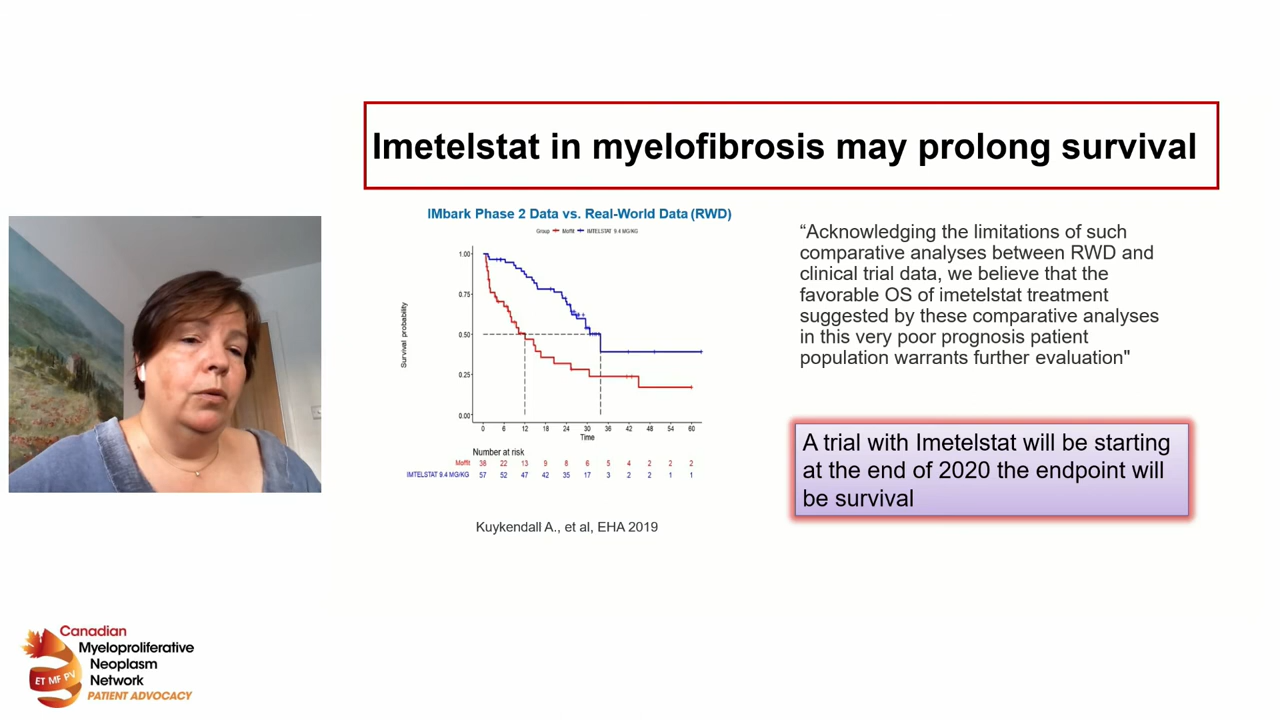 Imetelstat in myelofibrosis may prolong survival
IMbark Phase 2 Data vs. Real-World Data (RWD)
Group Moffit IMTELSTAT 9.4 MG/KG
1.00
0.75
0.50
0.25
0.00
Survival probability
0 6 12 18 24 30 36 42 48 54 60
Time
Number at risk
Moffit 38 22 13 9 8 6 5 4 2 2 2
IMTELSTAT 9.4 MG/KG 57 52 47 42 35 17 3 2 2 1 1
Kuykendall A., et al, EHA 2019
“Acknowledging the limitations of such
comparative analyses between RWD and
clinical trial data, we believe that the
favorable OS of imetelstat treatment
suggested by these comparative analyses
in this very poor prognosis patient
population warrants further evaluation"
A trial with Imetelstat will be starting
at the end of 2020 the endpoint will
be survival
Canadian
Myeloproliferative
Neoplasm
Network
PATIENT ADVOCACY
ET MF PV